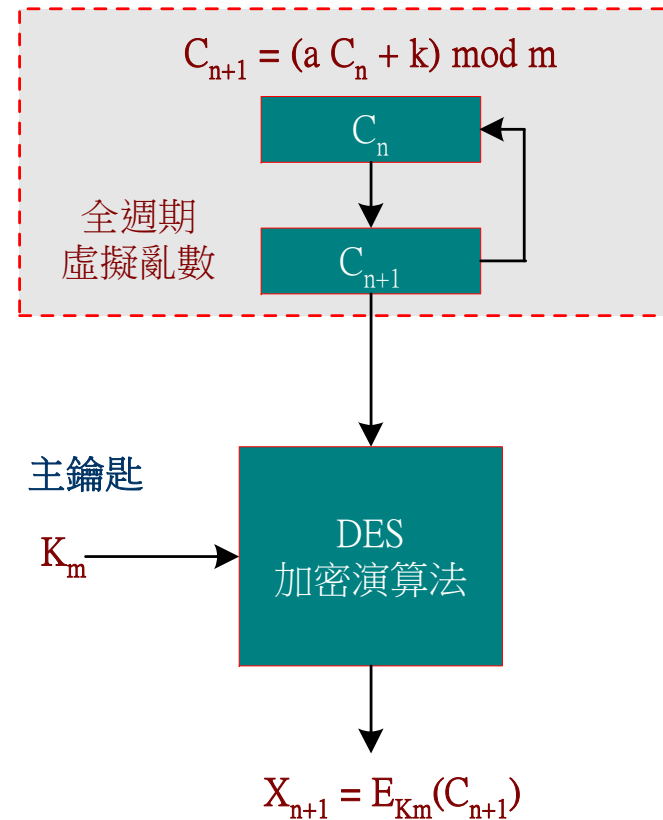 Cn+1 = (a Cn + k) mod m
Cn
全週期
虛擬亂數
Cn+1
主鑰匙
Km
DES
加密演算法
Xn+1 = EKm(Cn+1)